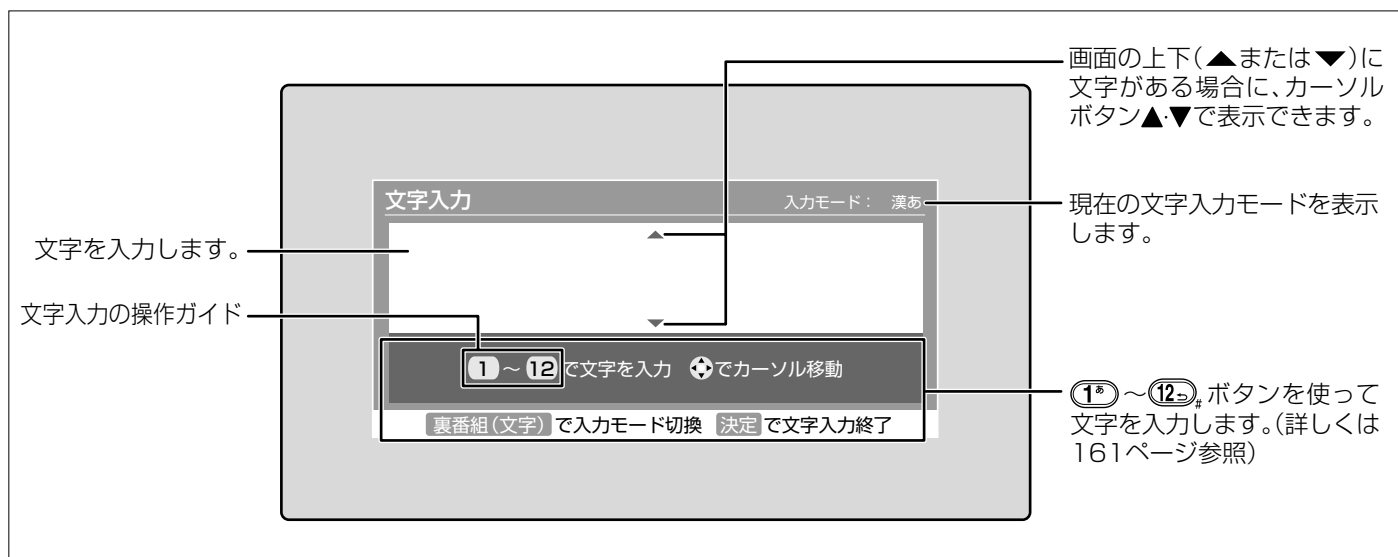 画面の上下(▲または▼)に
文字がある場合に、カーソル
ボタン▲・▼で表示できます。
文字入力
入力モード： 漢あ
現在の文字入力モードを表示
します。
文字を入力します。
文字入力の操作ガイド
1～12で文字を入力 でカーソル移動
裏番組(文字)で入力モード切換 決定で文字入力終了
1あ～12⊃#ボタンを使って
文字を入力します。(詳しくは
161ページ参照)